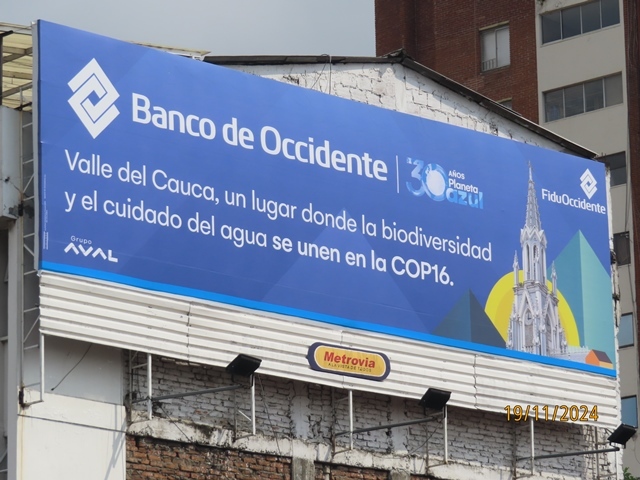 Banco de Occidente
30 AÑOS
Planeta
azul
FiduOccidente
Valle del Cauca, un lugar donde la biodiversidad
y el cuidado del agua se unen en la COP16.
Grupo
AVAL
Metrovia
19/11/2024